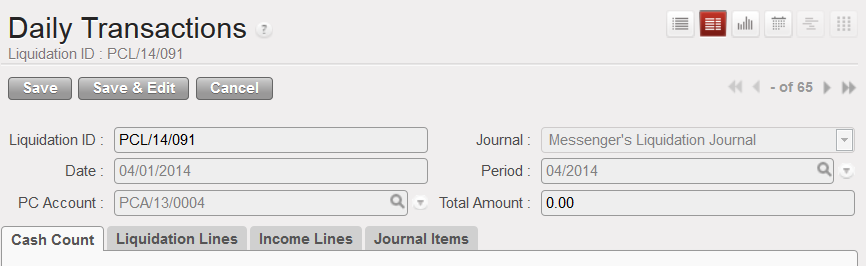 Daily Transactions ?
Liquidation ID : PCL/14/091
Save Save & Edit Cancel - of 65
Liquidation ID : PCL/14/091 Journal : Messenger's Liquidation Journal
Date : 04/01/2014 Period : 04/2014
PC Account : PCA/13/0004 Total Amount : 0.00
Cash Count Liquidation Lines Income Lines Journal Items